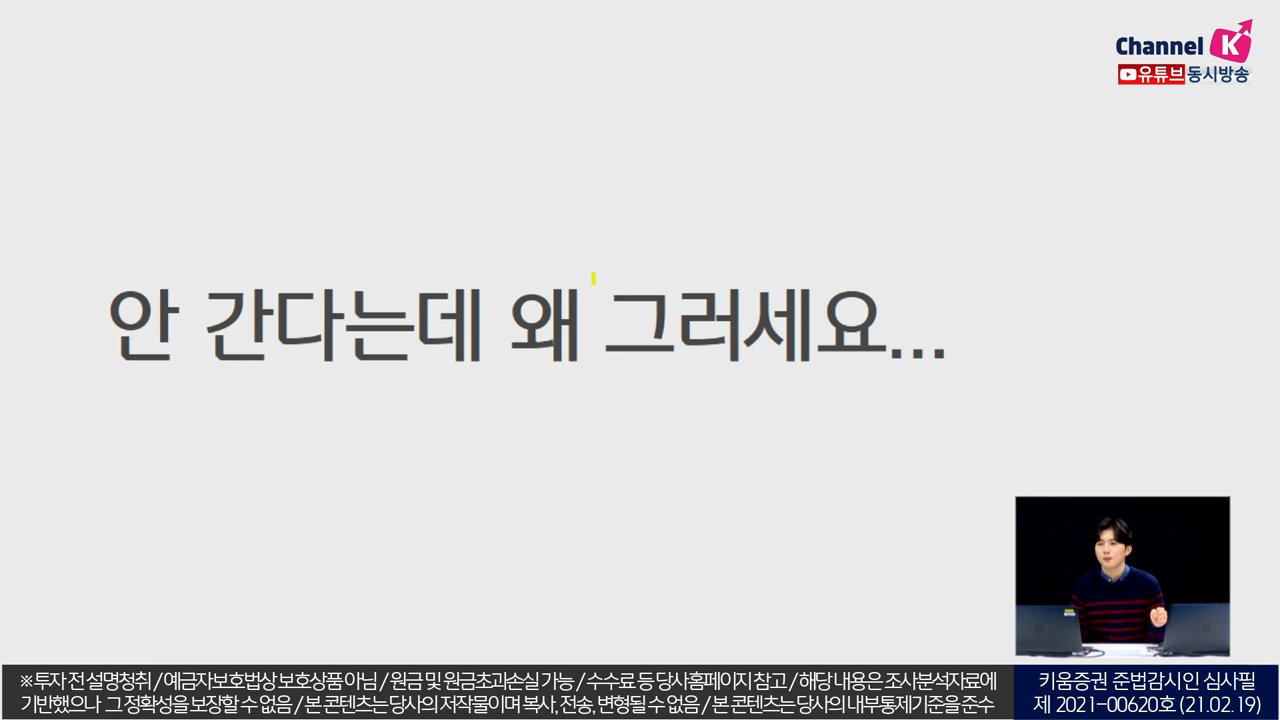 Channel K
유튜브 동시방송
안 간다는데 왜 그러세요...
※ 투자 전 설명청취 / 예금자보호법상 보호상품 아님 / 원금 및 원금초과손실 가능 / 수수료 등 당사홈페이지 참고 / 해당 내용은 조사분석자료에
기반했으나 그 정확성을 보장할 수 없음 / 본 콘텐츠는 당사의 저작물이며 복사, 전송, 변형될 수 없음 / 본 콘텐츠는 당사의 내부통제기준을 준수
키움증권 준법감시인 심사필
제 2021-00620호 (21.02.19)